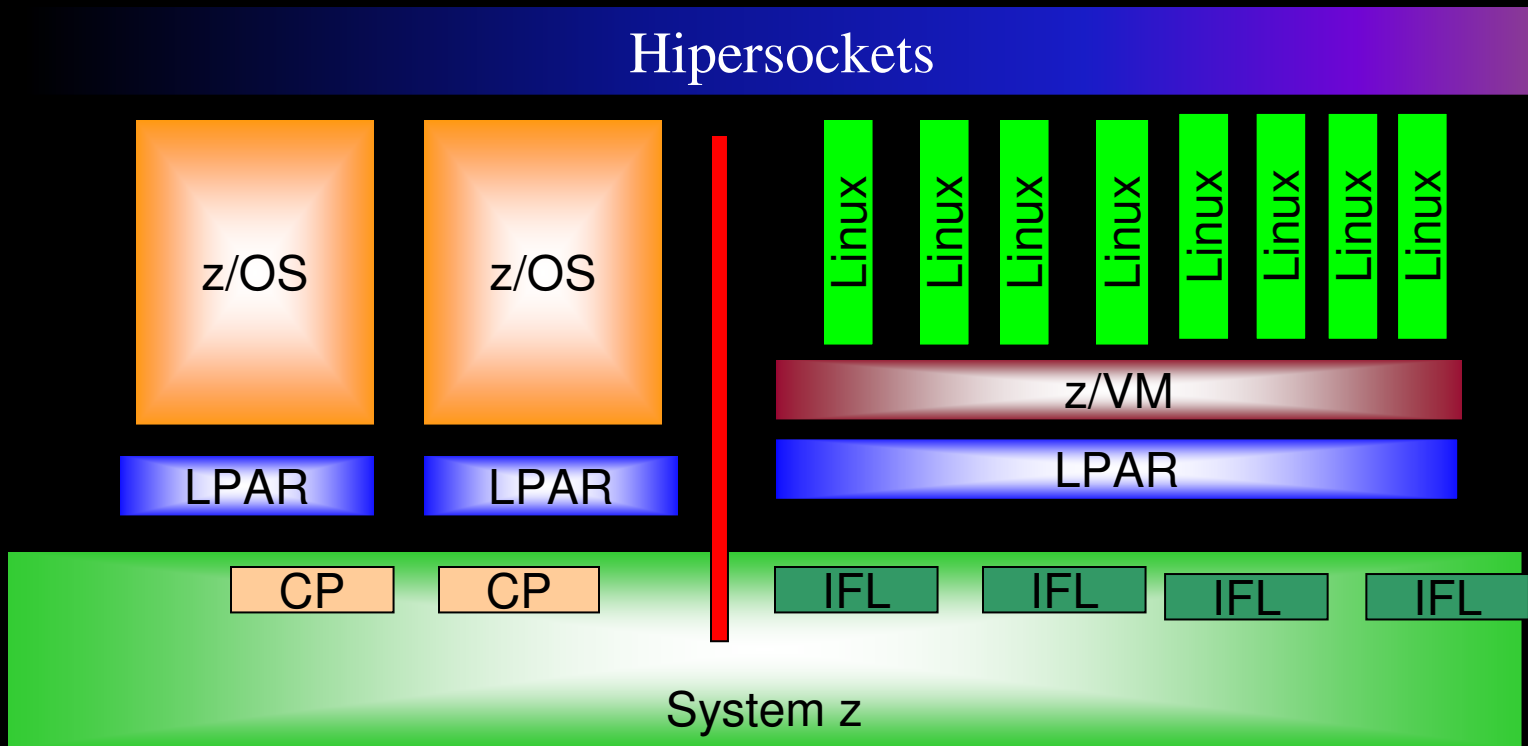 Hipersockets
z/OS
z/OS
Linux
Linux
Linux
Linux
Linux
Linux
Linux
Linux
z/VM
LPAR
LPAR
LPAR
CP
CP
IFL
IFL
IFL
IFL
System z